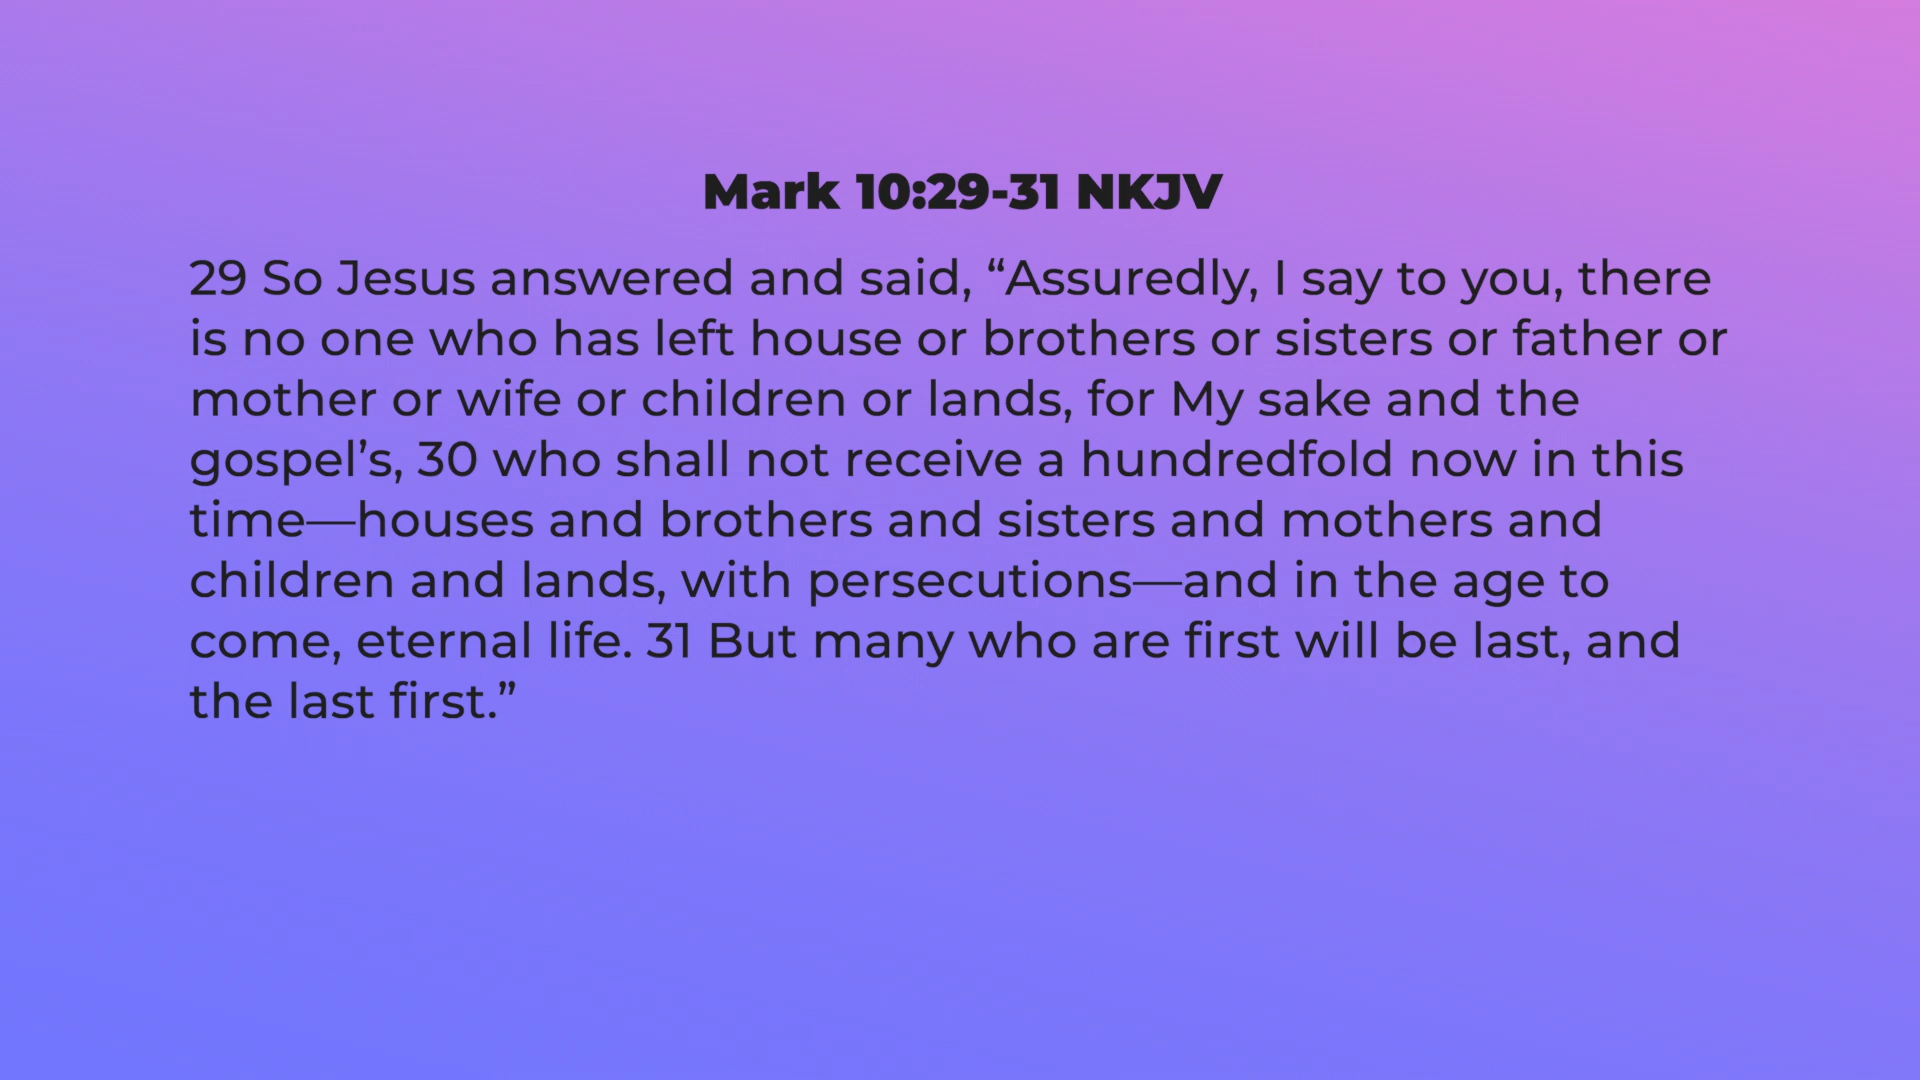 Mark 10:29-31 NKJV
29 So Jesus answered and said, “Assuredly, I say to you, there
is no one who has left house or brothers or sisters or father or
mother or wife or children or lands, for My sake and the
gospel’s, 30 who shall not receive a hundredfold now in this
time—houses and brothers and sisters and mothers and
children and lands, with persecutions—and in the age to
come, eternal life. 31 But many who are first will be last, and
the last first.”